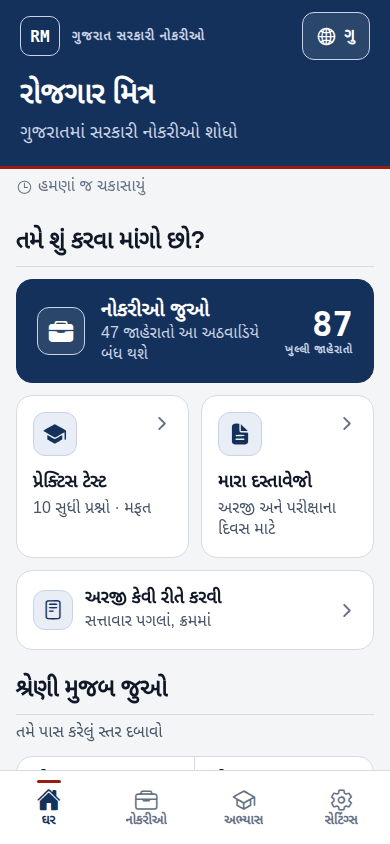 RM
ગુજરાત સરકારી નોકરીઓ
ગુ
રોજગાર મિત્ર
ગુજરાતમાં સરકારી નોકરીઓ શોધો
હમણાં જ ચકાસાયું
તમે શું કરવા માંગો છો?
નોકરીઓ જુઓ
47 જાહેરાતો આ અઠવાડિયે
બંધ થશે
87
ખુલ્લી જાહેરાતો
પ્રેક્ટિસ ટેસ્ટ
10 સુધી પ્રશ્નો · મફત
મારા દસ્તાવેજો
અરજી અને પરીક્ષાના
દિવસ માટે
અરજી કેવી રીતે કરવી
સત્તાવાર પગલાં, ક્રમમાં
શ્રેણી મુજબ જુઓ
તમે પાસ કરેલું સ્તર દબાવો
ઘર
નોકરીઓ
અભ્યાસ
સેટિંગ્સ